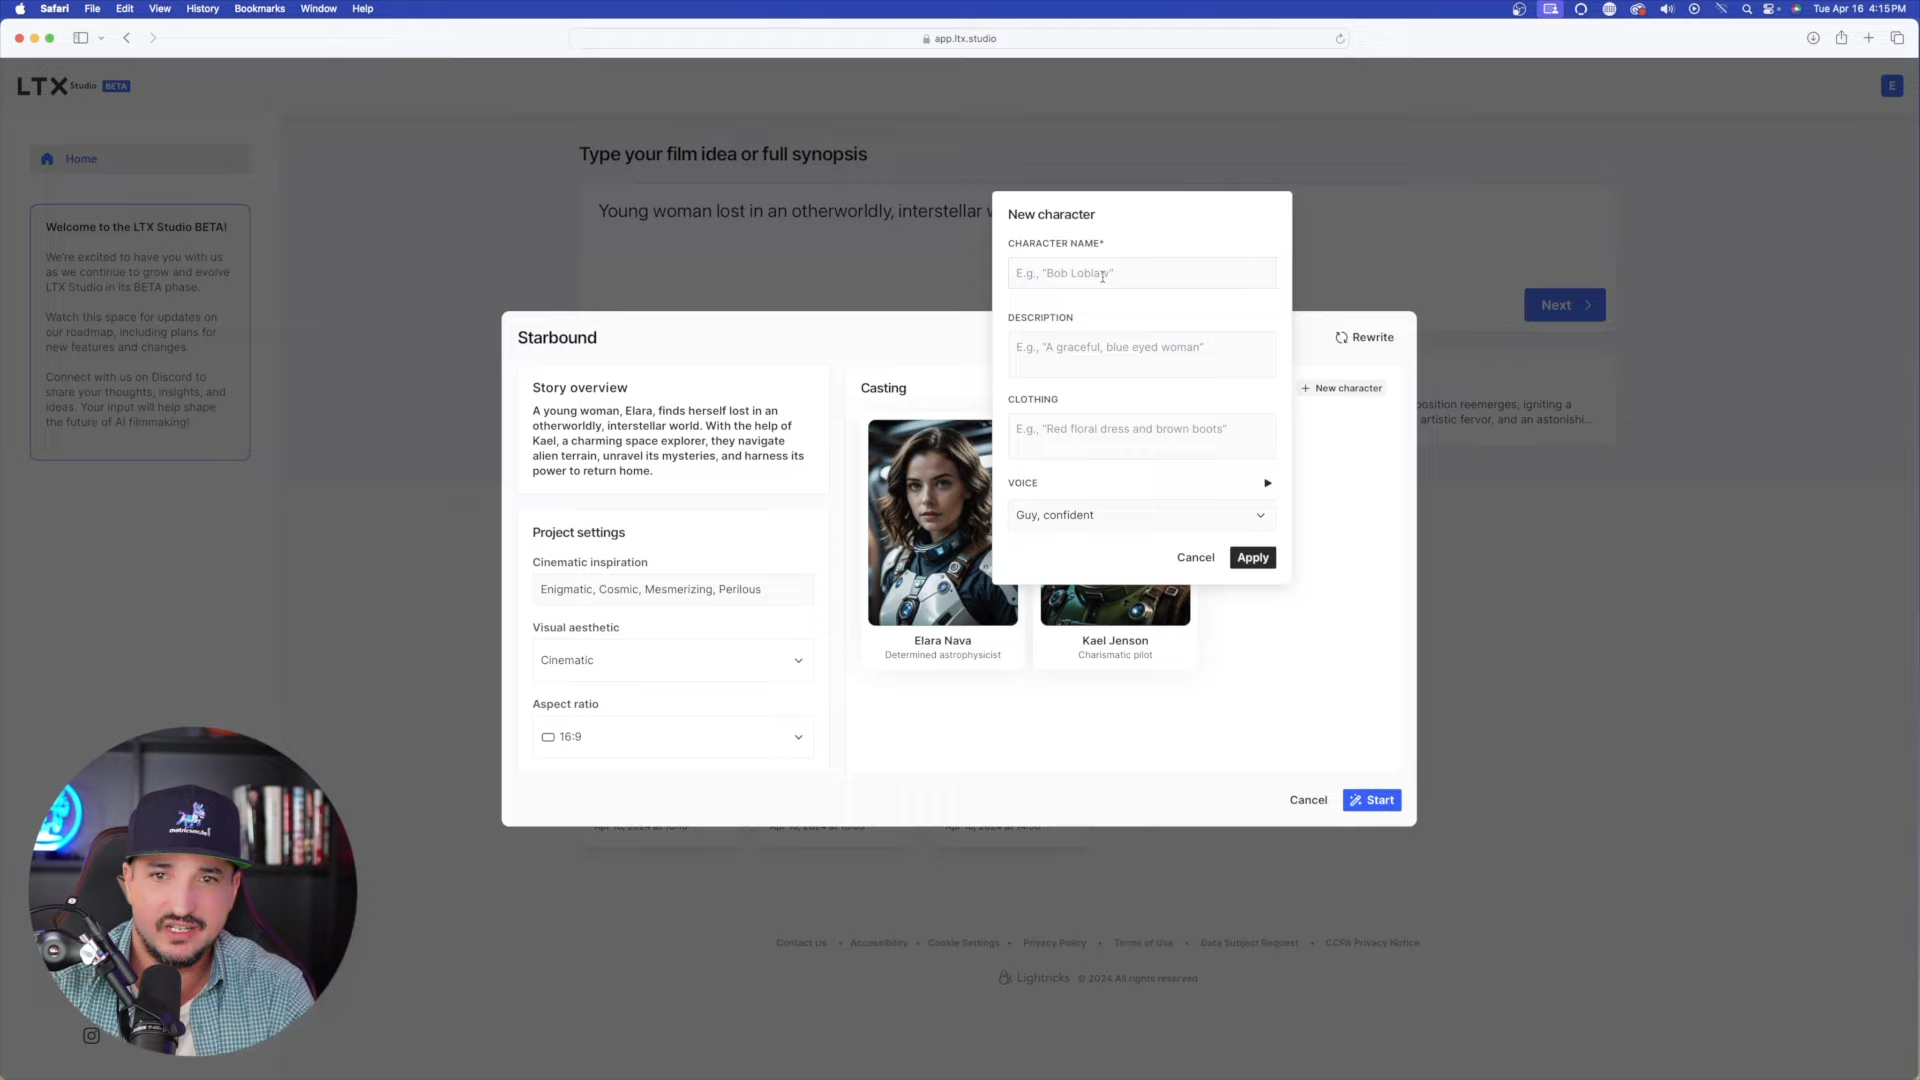 Safari File Edit View History Bookmarks Window Help
Tue Apr 16 4:15 PM
app.ltx.studio
LTX Studio BETA
E
Home
Welcome to the LTX Studio BETA!
We're excited to have you with us
as we continue to grow and evolve
LTX Studio in its BETA phase.
Watch this space for updates on
our roadmap, including plans for
new features and changes.
Connect with us on Discord to
share your thoughts, insights, and
ideas. Your input will help shape
the future of AI filmmaking!
Type your film idea or full synopsis
Young woman lost in an otherworldly, interstellar
Next
position reemerges, igniting a
artistic fervor, and an astonishi...
Starbound
Rewrite
Story overview
A young woman, Elara, finds herself lost in an
otherworldly, interstellar world. With the help of
Kael, a charming space explorer, they navigate
alien terrain, unravel its mysteries, and harness its
power to return home.
Project settings
Cinematic inspiration
Enigmatic, Cosmic, Mesmerizing, Perilous
Visual aesthetic
Cinematic
Aspect ratio
16:9
Casting
+ New character
Elara Nava
Determined astrophysicist
Kael Jenson
Charismatic pilot
Cancel
Start
New character
CHARACTER NAME*
E.g., "Bob Loblaw"
DESCRIPTION
E.g., "A graceful, blue eyed woman"
CLOTHING
E.g., "Red floral dress and brown boots"
VOICE
Guy, confident
Cancel
Apply
metricsmule
Contact Us • Accessibility • Cookie Settings • Privacy Policy • Terms of Use • Data Subject Request • CCPA Privacy Notice
Lightricks © 2024 All rights reserved